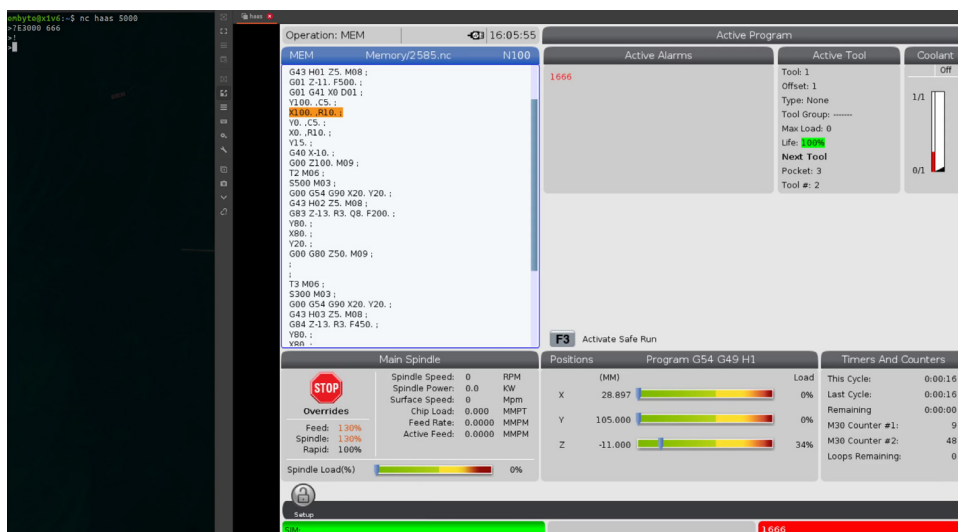 embyte@x1v6:~$ nc haas 5000
>?E3000 666
>!
>
haas
Operation: MEM
16:05:55
MEM Memory/2585.nc N100
G43 H01 Z5. M08 ;
G01 Z-11. F500. ;
G01 G41 X0 D01 ;
Y100. ,C5. ;
X100. ,R10. ;
Y0. ,C5. ;
X0. ,R10. ;
Y15. ;
G40 X-10. ;
G00 Z100. M09 ;
T2 M06 ;
S500 M03 ;
G00 G54 G90 X20. Y20. ;
G43 H02 Z5. M08 ;
G83 Z-13. R3. Q8. F200. ;
Y80. ;
X80. ;
Y20. ;
G00 G80 Z50. M09 ;
;
;
T3 M06 ;
S300 M03 ;
G00 G54 G90 X20. Y20. ;
G43 H03 Z5. M08 ;
G84 Z-13. R3. F450. ;
Y80. ;
X80. ;
Active Program
Active Alarms
1666
Active Tool
Tool: 1
Offset: 1
Type: None
Tool Group: -------
Max Load: 0
Life: 100%
Next Tool
Pocket: 3
Tool #: 2
Coolant
Off
1/1
0/1
F3 Activate Safe Run
Main Spindle
STOP
Overrides
Feed: 130%
Spindle: 130%
Rapid: 100%
Spindle Speed: 0 RPM
Spindle Power: 0.0 KW
Surface Speed: 0 Mpm
Chip Load: 0.000 MMPT
Feed Rate: 0.0000 MMPM
Active Feed: 0.0000 MMPM
Spindle Load(%) 0%
Positions Program G54 G49 H1
(MM) Load
X 28.897 0%
Y 105.000 0%
Z -11.000 34%
Timers And Counters
This Cycle: 0:00:16
Last Cycle: 0:00:16
Remaining 0:00:00
M30 Counter #1: 9
M30 Counter #2: 48
Loops Remaining: 0
Setup
SIM:
1666